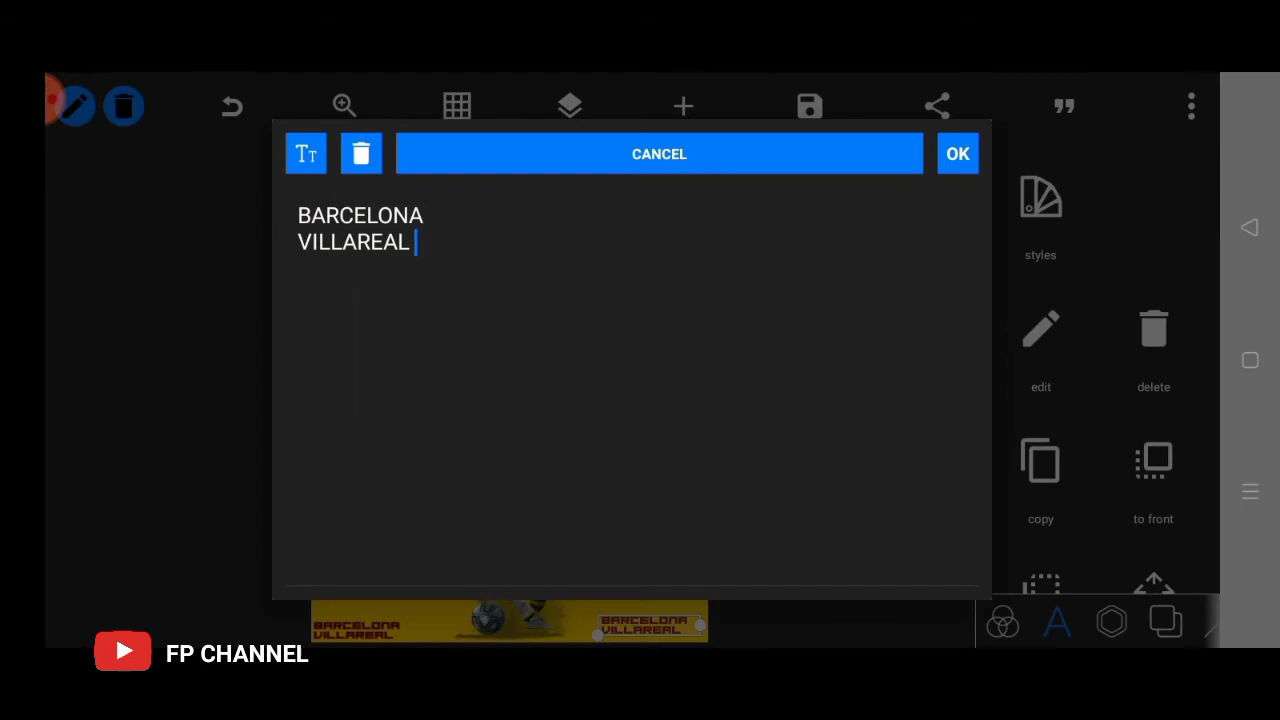 CANCEL
OK
BARCELONA
VILLAREAL
styles
edit
delete
copy
to front
BARCELONA
VILLAREAL
BARCELONA
VILLAREAL
FP CHANNEL